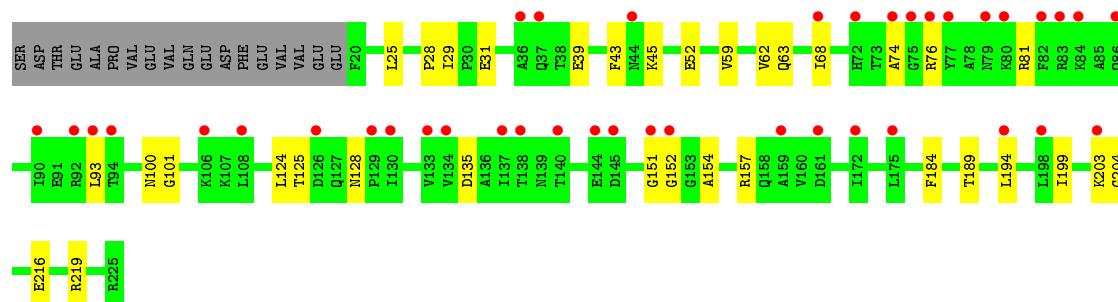 SER ASP THR GLU ALA PRO VAL GLU VAL VAL GLN GLU ASP PHE GLU VAL VAL GLU GLU F20 L25 P28 I29 P30 E31 A36 Q37 T38 E39 F43 N44 K45 E52 V59 V62 Q63 I68 H72 T73 A74 G75 R76 Y77 A78 N79 K80 R81 F82 R83 K84 A85
I90 E91 R92 L93 T94 N100 G101 K106 K107 L108 L124 T125 D126 Q127 N128 P129 I130 V133 V134 D135 A136 I137 T138 N139 T140 E144 D145 G151 G152 G153 A154 R157 Q158 A159 V160 D161 I172 L175 F184 T189 L194 L198 I199 K203
E216 R219 R225